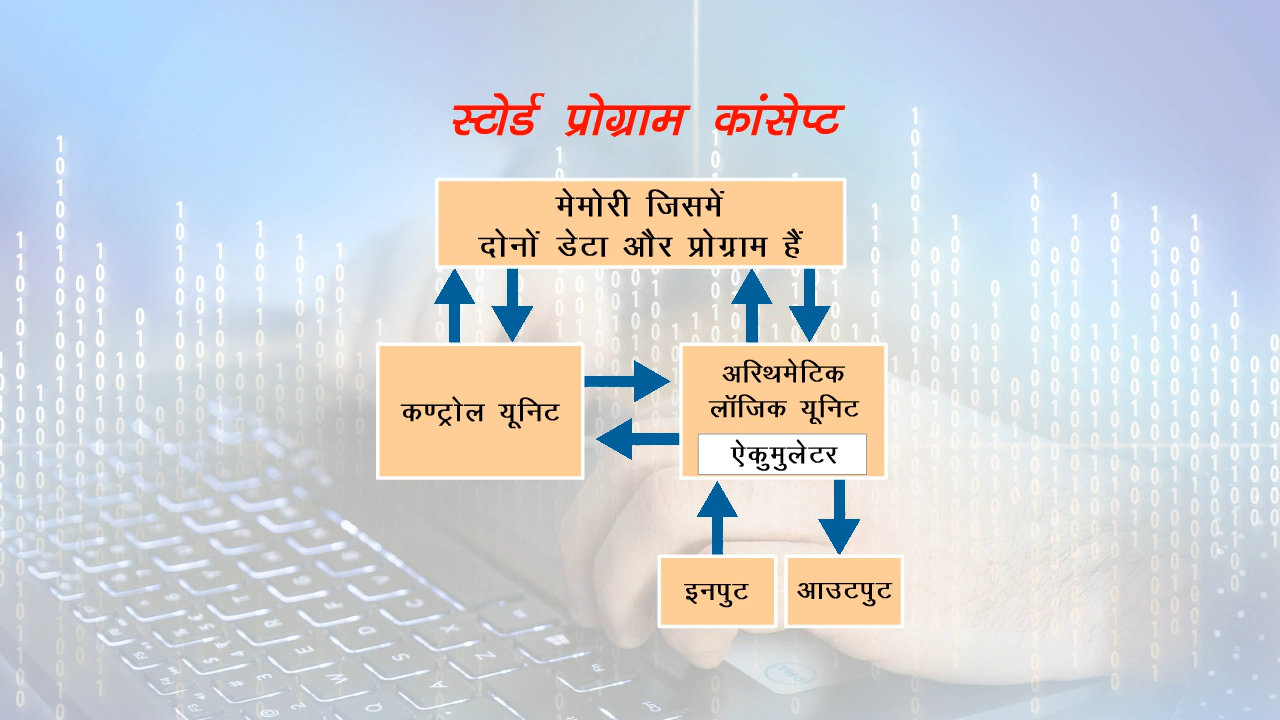 स्टोर्ड प्रोग्राम कांसेप्ट
मेमोरी जिसमें
दोनों डेटा और प्रोग्राम हैं
कण्ट्रोल यूनिट
अरिथमेटिक
लॉजिक यूनिट
ऐकुमुलेटर
इनपुट
आउटपुट